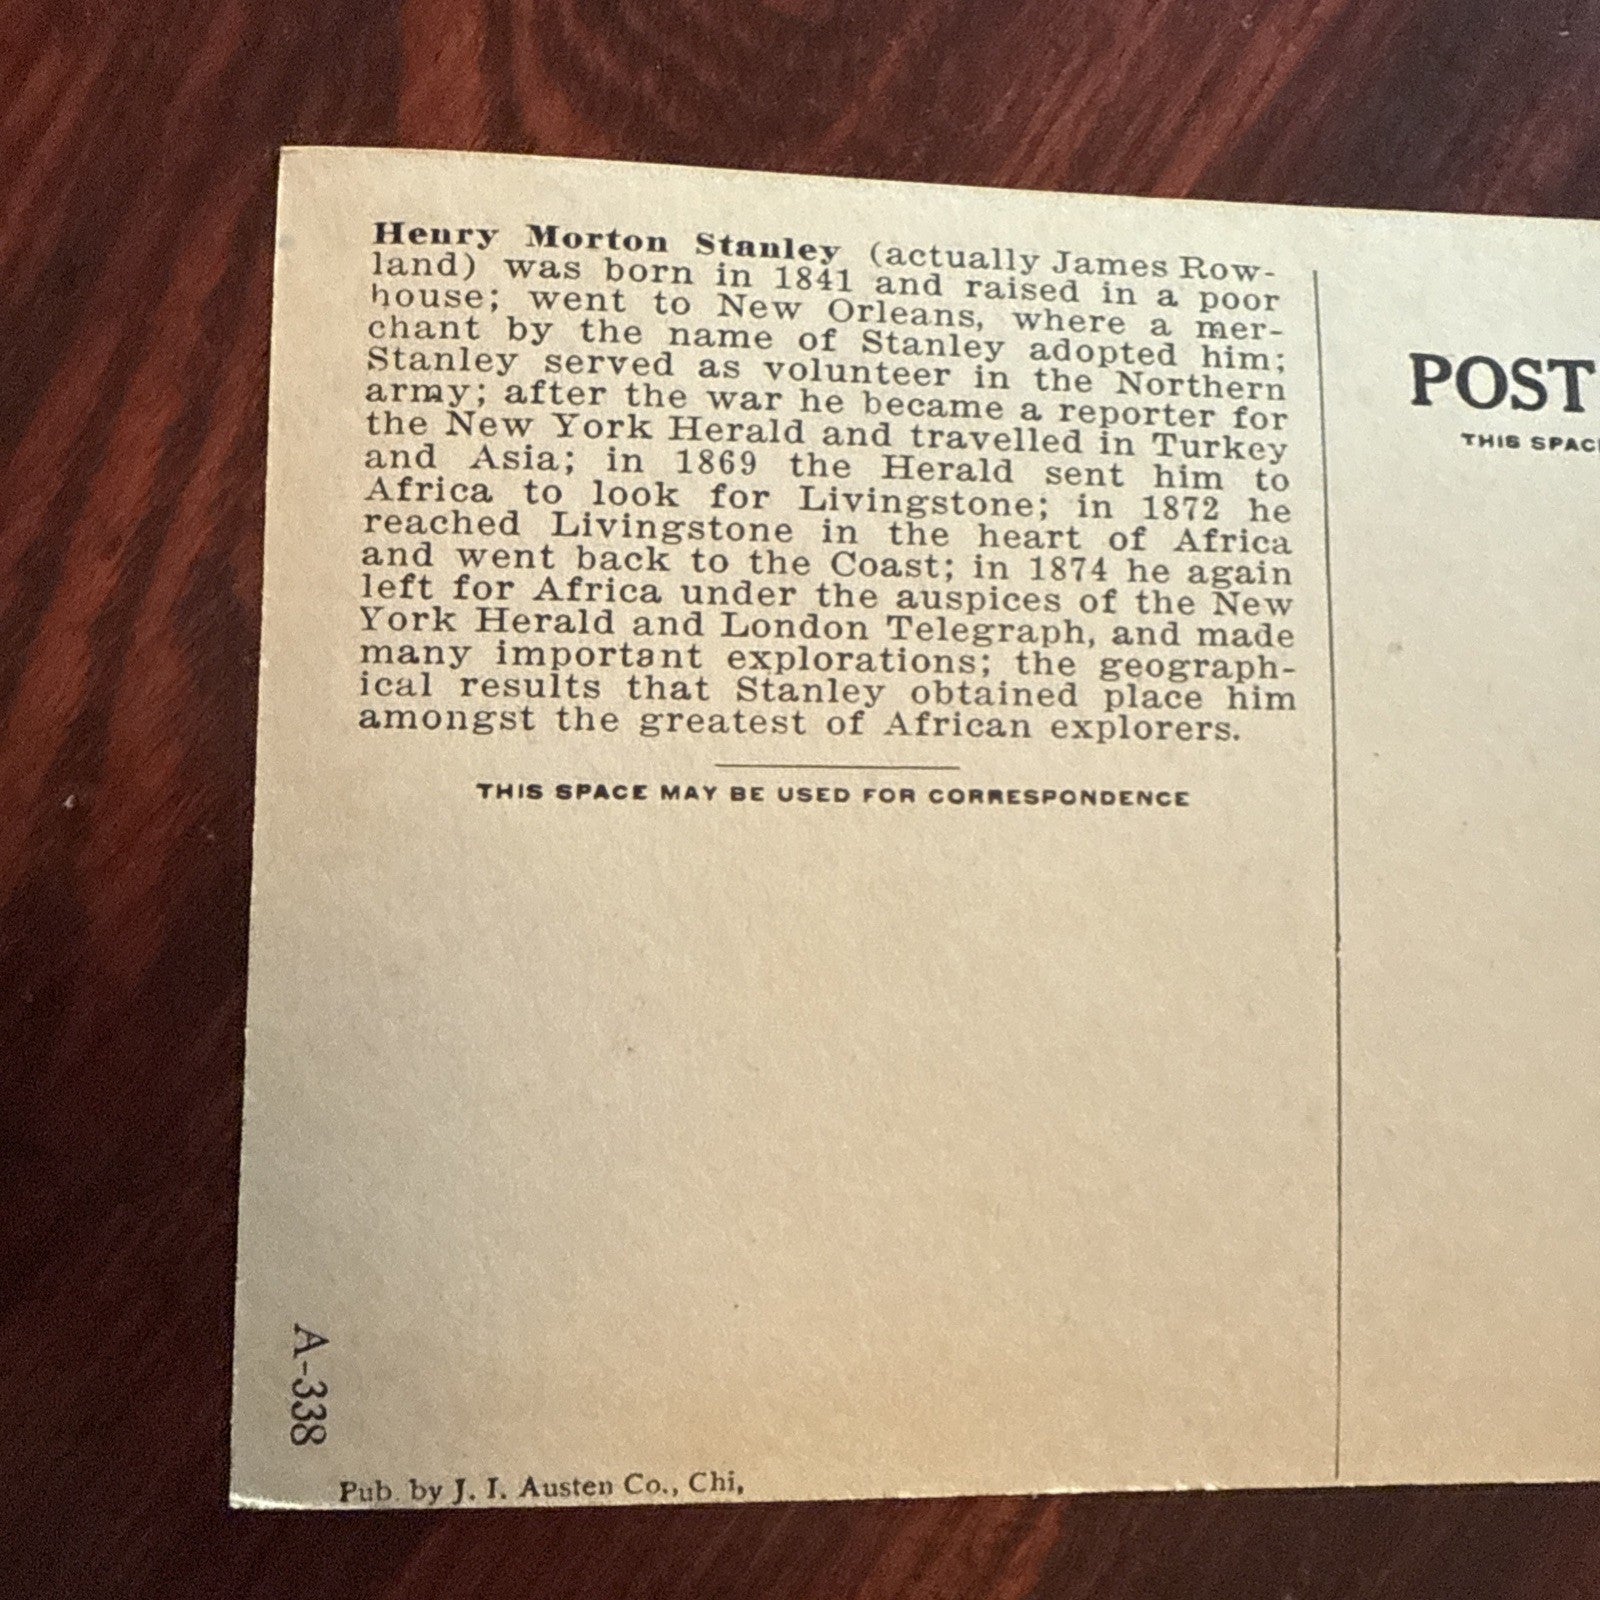 Henry Morton Stanley (actually James Row-
land) was born in 1841 and raised in a poor
house; went to New Orleans, where a mer-
chant by the name of Stanley adopted him;
Stanley served as volunteer in the Northern
army; after the war he became a reporter for
the New York Herald and travelled in Turkey
and Asia; in 1869 the Herald sent him to
Africa to look for Livingstone; in 1872 he
reached Livingstone in the heart of Africa
and went back to the Coast; in 1874 he again
left for Africa under the auspices of the New
York Herald and London Telegraph, and made
many important explorations; the geograph-
ical results that Stanley obtained place him
amongst the greatest of African explorers.
THIS SPACE MAY BE USED FOR CORRESPONDENCE
A-338
Pub. by J. I. Austen Co., Chi,
POST
THIS SPAC